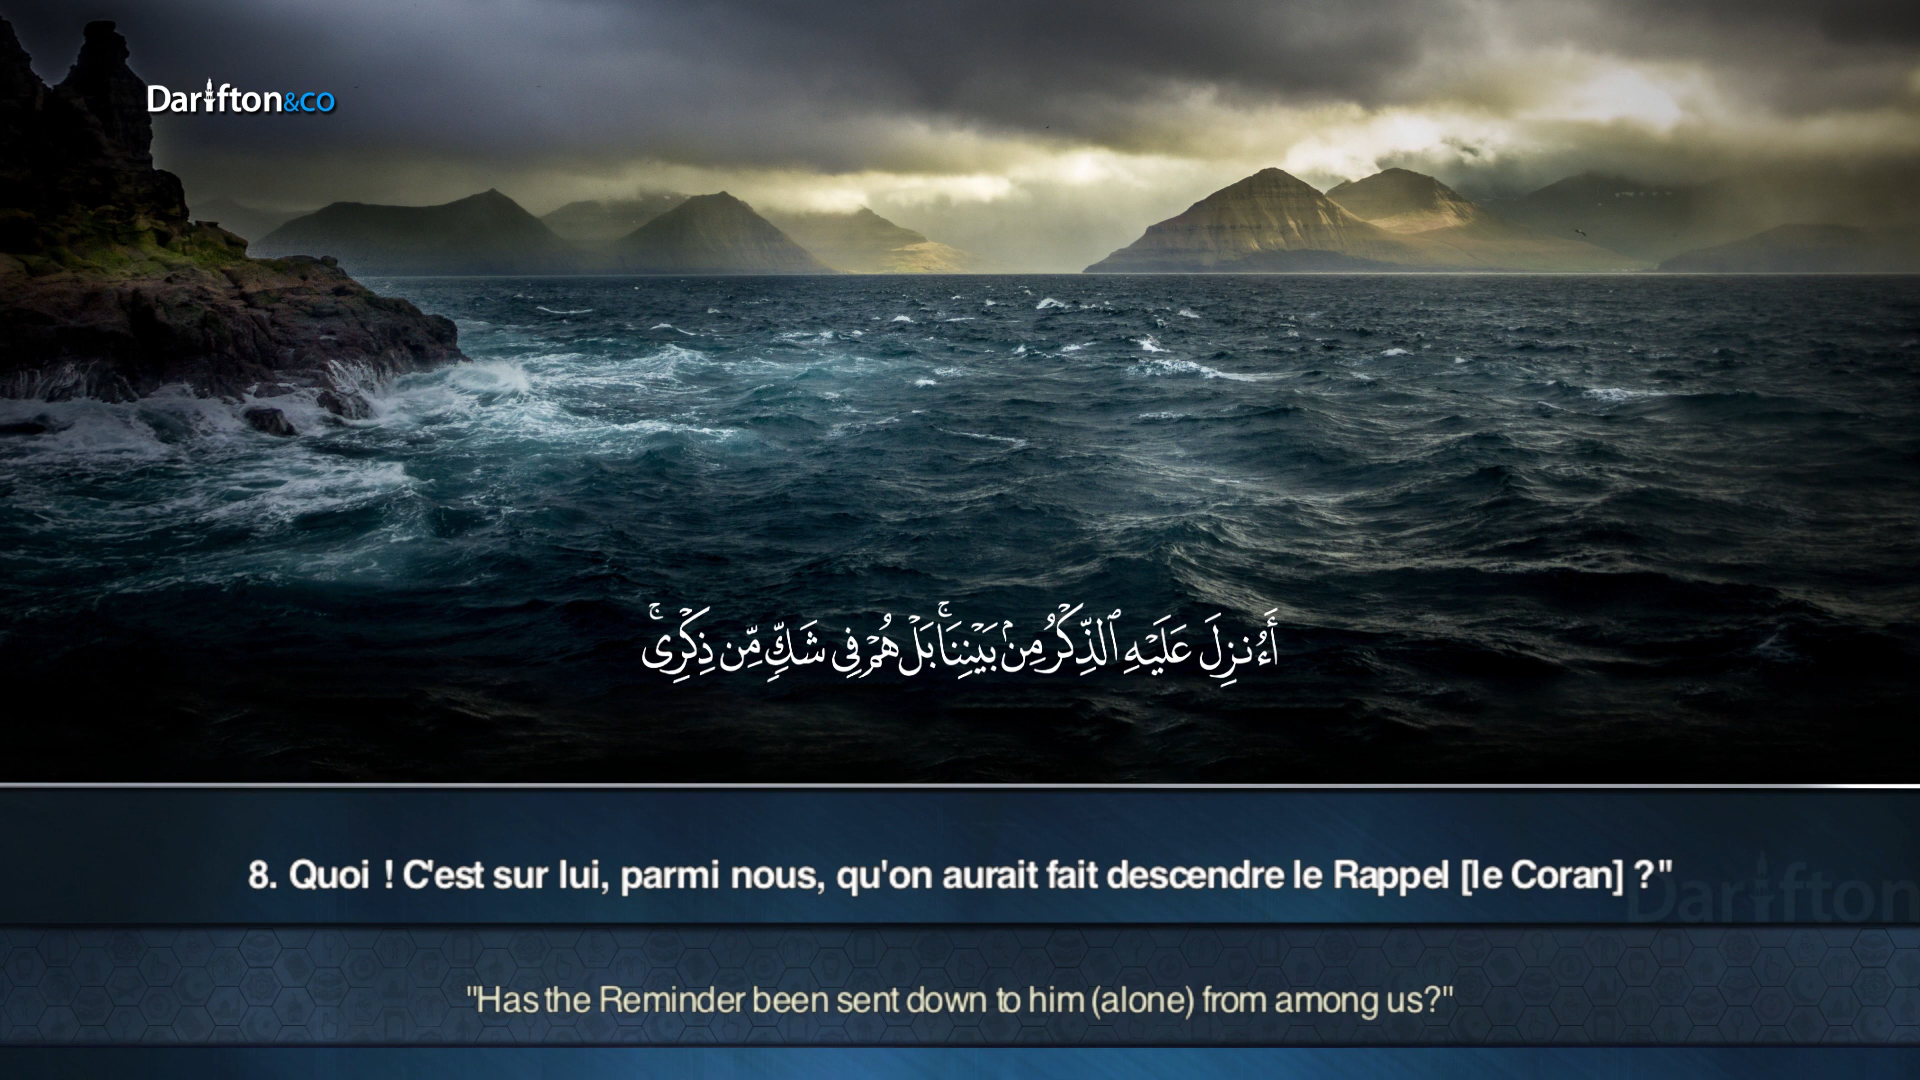 Darifton&co
أَءُنزِلَ عَلَيْهِ ٱلذِّكْرُ مِنۢ بَيْنِنَا ۚ بَلْ هُمْ فِى شَكٍّ مِّن ذِكْرِى ۚ
8. Quoi ! C'est sur lui, parmi nous, qu'on aurait fait descendre le Rappel [le Coran] ?"
Darifton
"Has the Reminder been sent down to him (alone) from among us?"